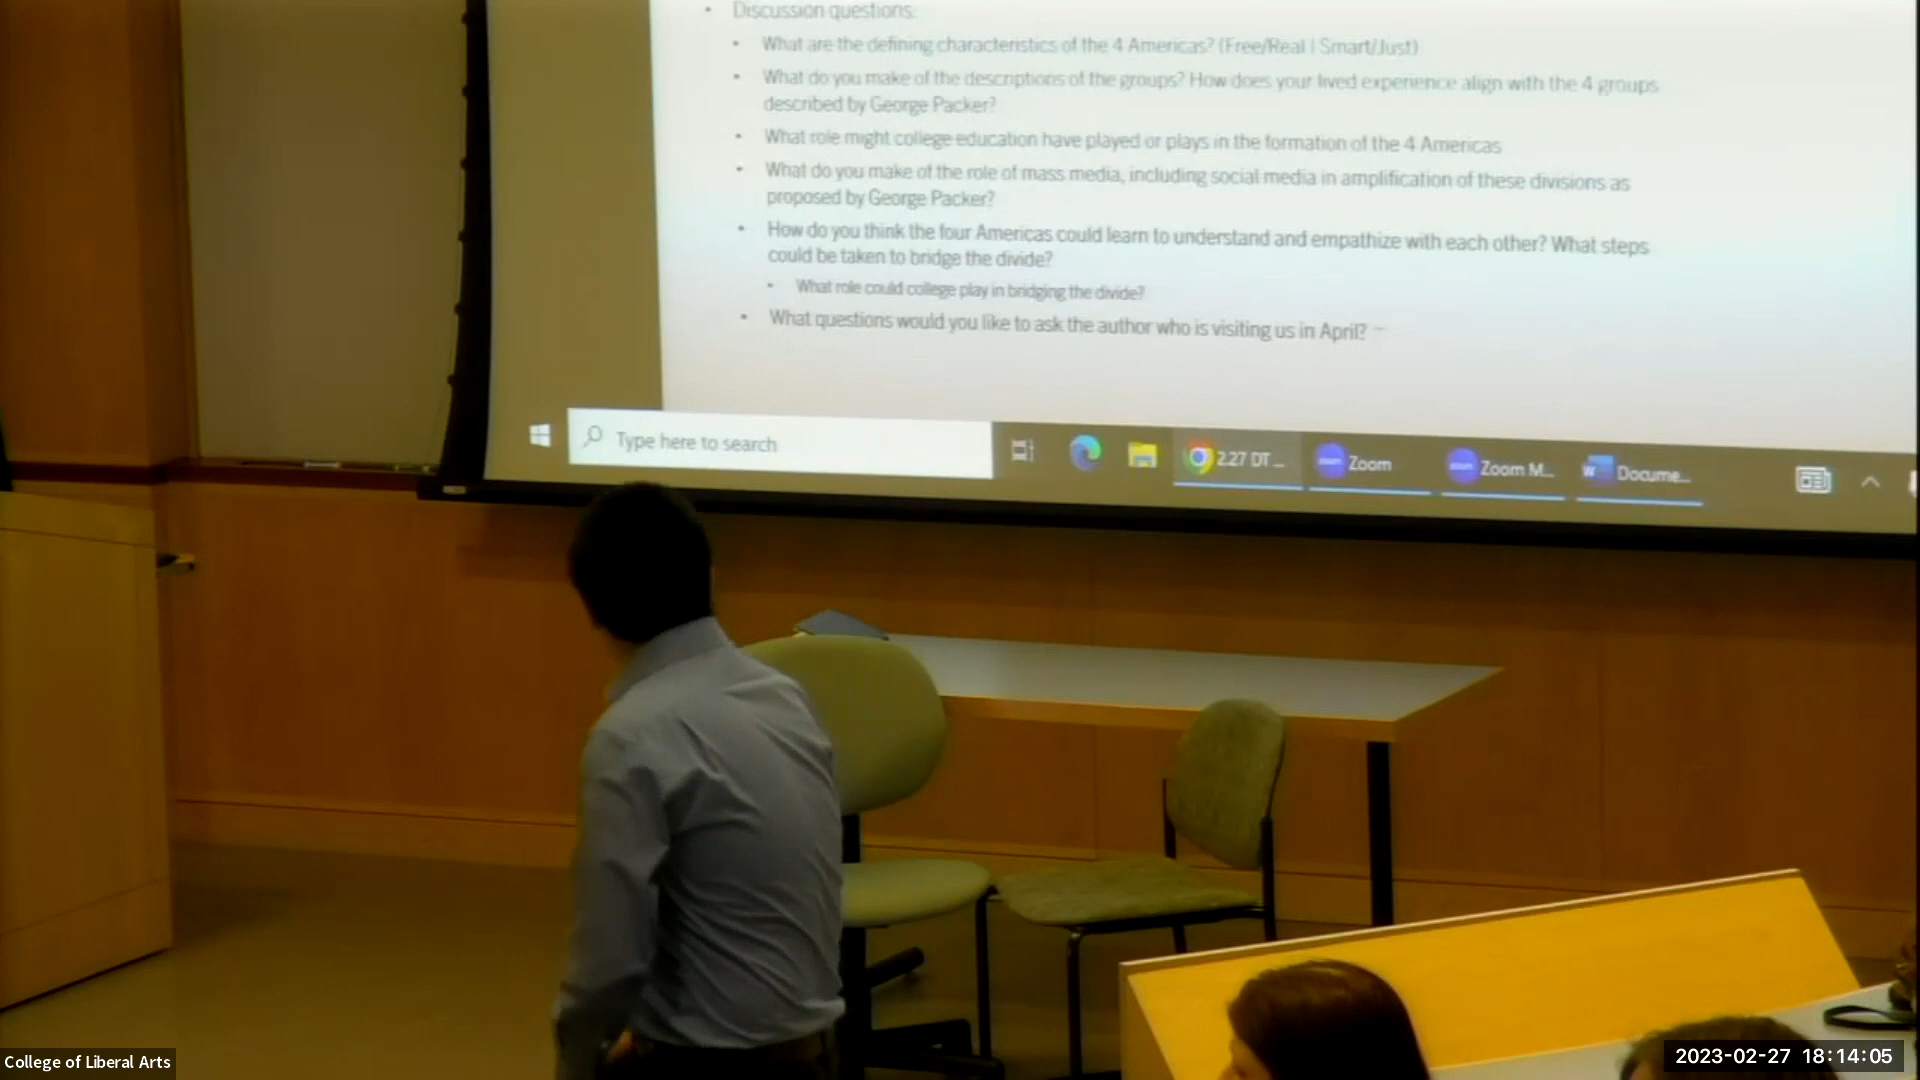 Discussion questions:
What are the defining characteristics of the 4 Americas? (Free/Real | Smart/Just)
What do you make of the descriptions of the groups? How does your lived experience align with the 4 groups
described by George Packer?
What role might college education have played or plays in the formation of the 4 Americas
What do you make of the role of mass media, including social media in amplification of these divisions as
proposed by George Packer?
How do you think the four Americas could learn to understand and empathize with each other? What steps
could be taken to bridge the divide?
What role could college play in bridging the divide?
What questions would you like to ask the author who is visiting us in April?
Type here to search
2.27 DT ...
zoom Zoom
zoom Zoom M...
W Docume...
College of Liberal Arts
2023-02-27 18:14:05